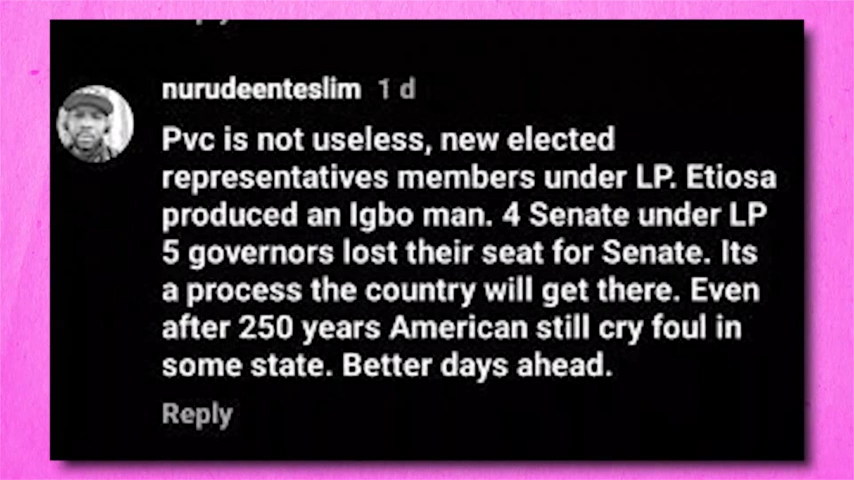 nurudeenteslim 1 d
Pvc is not useless, new elected
representatives members under LP. Etiosa
produced an Igbo man. 4 Senate under LP
5 governors lost their seat for Senate. Its
a process the country will get there. Even
after 250 years American still cry foul in
some state. Better days ahead.
Reply